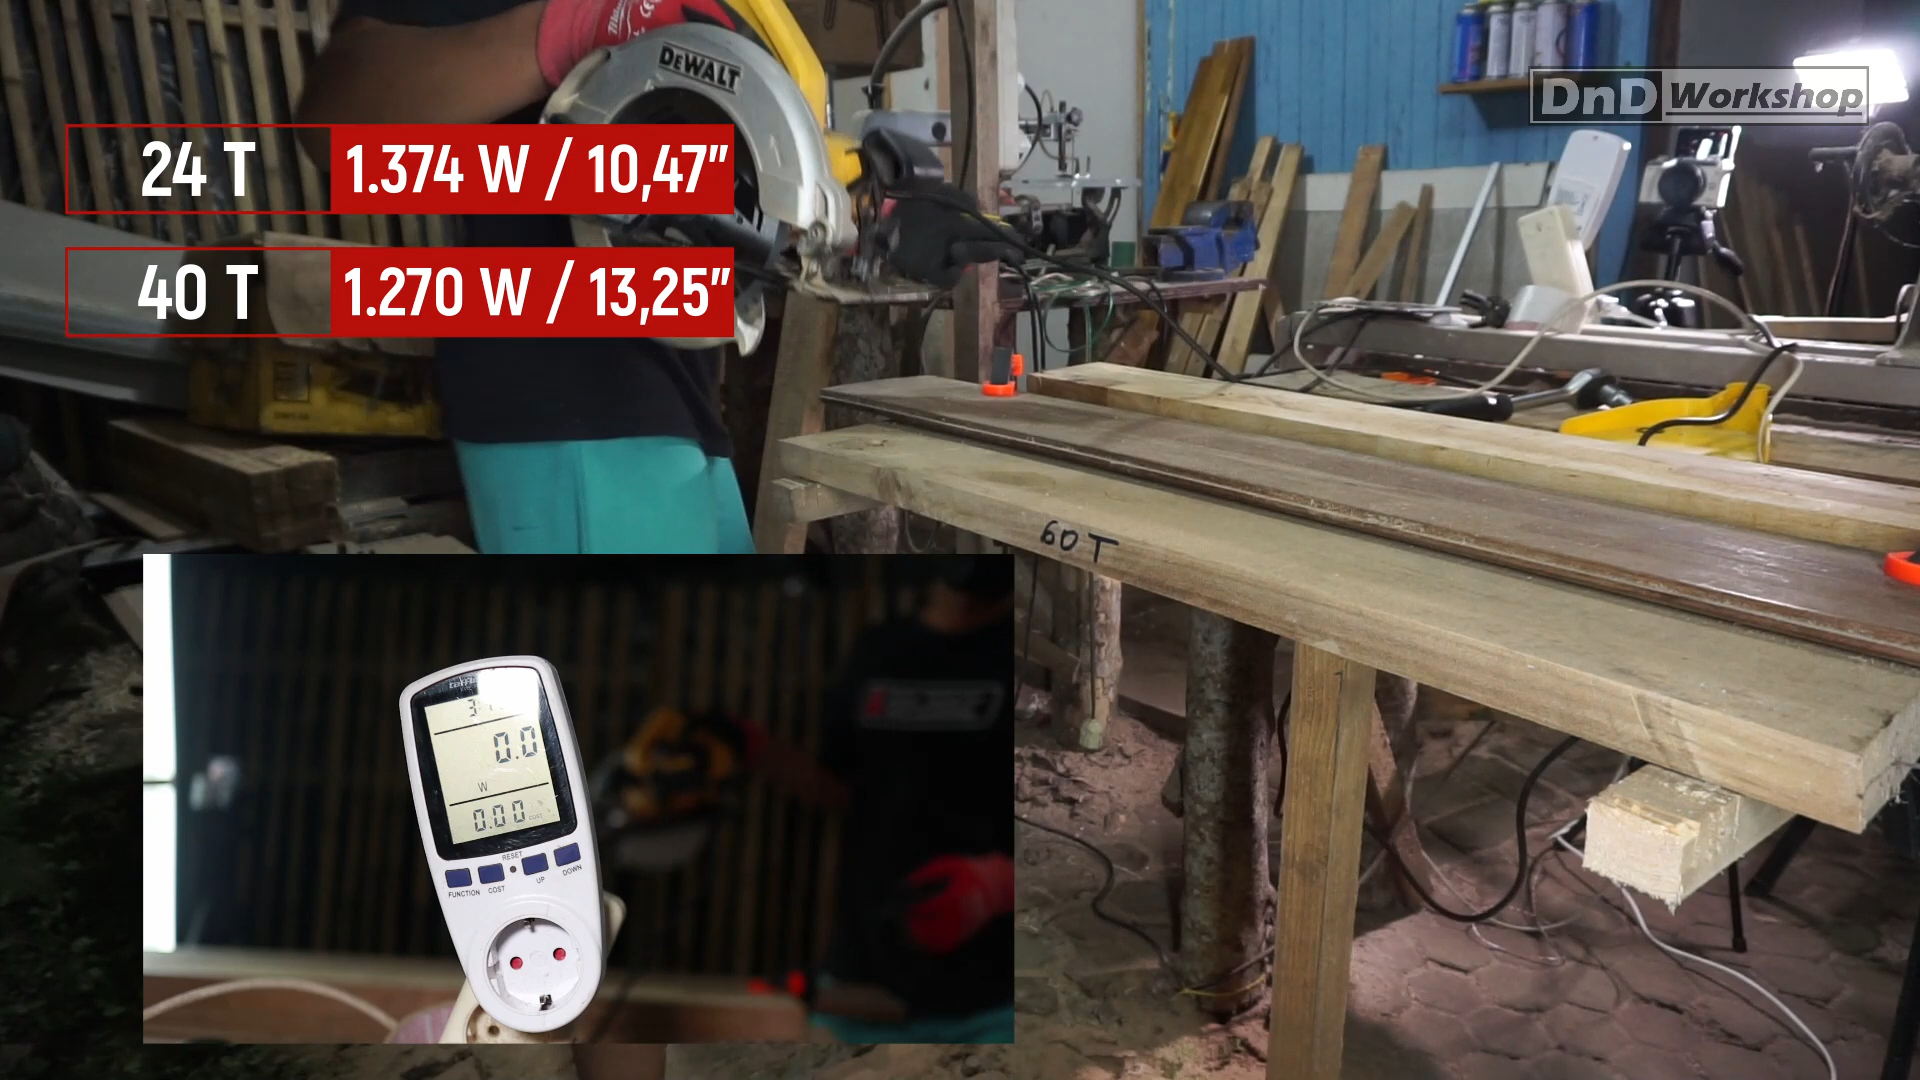 DEWALT
DnD Workshop
24 T 1.374 W / 10,47"
40 T 1.270 W / 13,25"
60 T
0.0
W
0.00 COST
RESET
FUNCTION COST UP DOWN